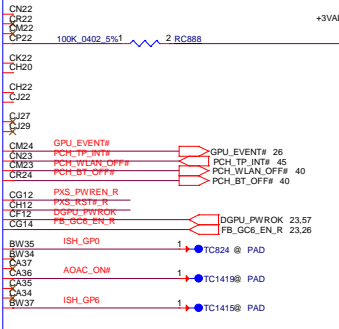 CN22
CR22
CM22
CP22 100K_0402_5% 1 2 RC888 +3VAL
CK22
CH20
CH22
CJ22
CJ27
CJ29
CM24 GPU_EVENT# GPU_EVENT# 26
CN23 PCH_TP_INT# PCH_TP_INT# 45
CM23 PCH_WLAN_OFF# PCH_WLAN_OFF# 40
CR24 PCH_BT_OFF# PCH_BT_OFF# 40
CG12 PXS_PWREN_R
CH12 PXS_RST#_R
CF12 DGPU_PWROK DGPU_PWROK 23,57
CG14 FB_GC6_EN_R FB_GC6_EN_R 23,26
BW35 ISH_GP0 1 TC824 @ PAD
BW34
CA37
CA36 AOAC_ON# 1 TC1419@ PAD
CA35
CA34
BW37 ISH_GP6 1 TC1415@ PAD